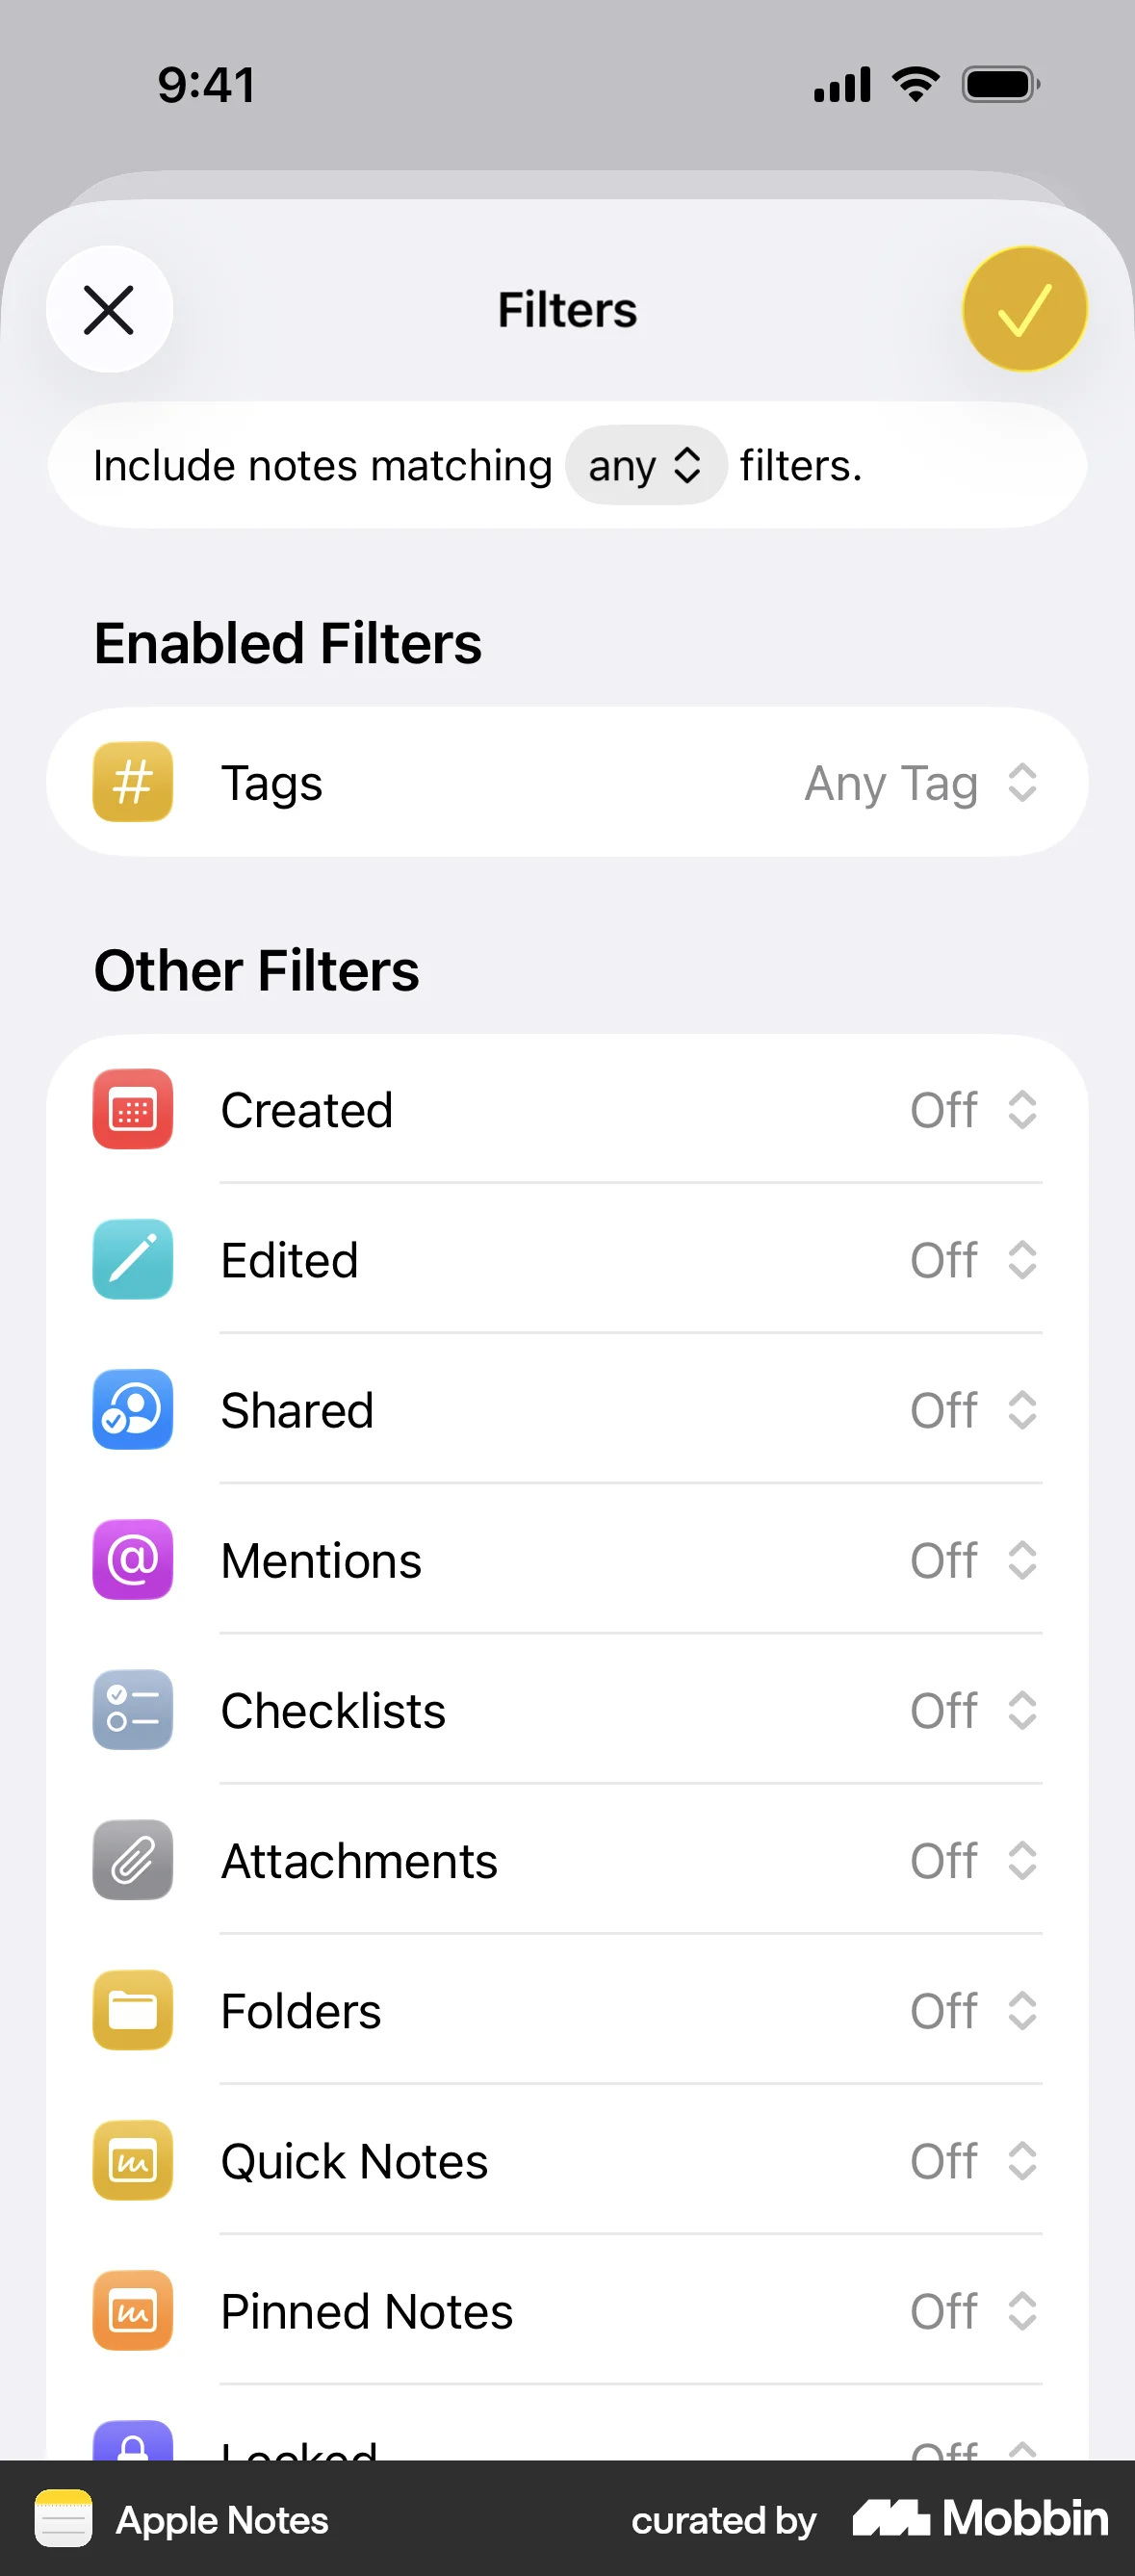 9:41
Filters
Include notes matching any filters.
Enabled Filters
# Tags Any Tag
Other Filters
Created Off
Edited Off
Shared Off
@ Mentions Off
Checklists Off
Attachments Off
Folders Off
Quick Notes Off
Pinned Notes Off
Locked Off
Apple Notes curated by Mobbin